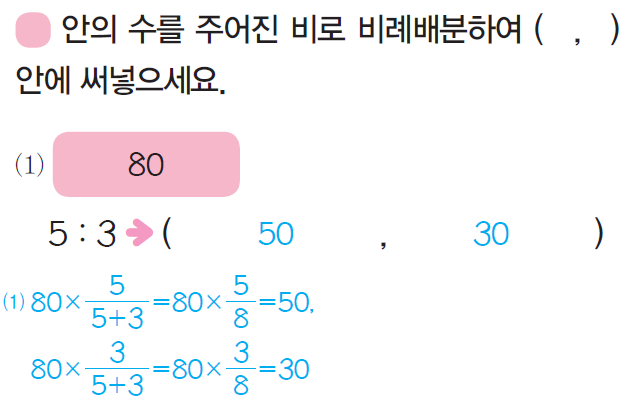 안의 수를 주어진 비로 비례배분하여 ( , )
안에 써넣으세요.
(1) 80
5 : 3 ➔ ( 50 , 30 )
(1) 80×5/(5+3)=80×5/8=50,
80×3/(5+3)=80×3/8=30